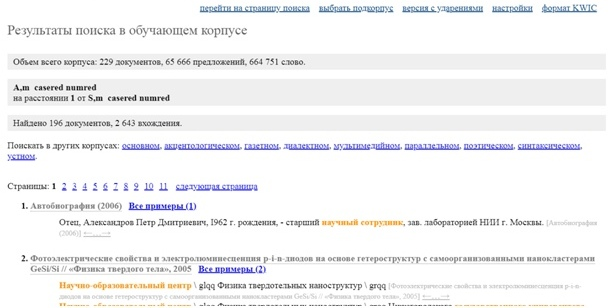 перейти на страницу поиска выбрать подкорпус версия с ударениями настройки формат KWIC
Результаты поиска в обучающем корпусе
Объем всего корпуса: 229 документов, 65 666 предложений, 664 751 слово.
A,m casered numred
на расстоянии 1 от S,m casered numred
Найдено 196 документов, 2 643 вхождения.
Поискать в других корпусах: основном, акцентологическом, газетном, диалектном, мультимедийном, параллельном, поэтическом, синтаксическом,
устном.
Страницы: 1 2 3 4 5 6 7 8 9 10 11 следующая страница
1. Автобиография (2006) Все примеры (1)
Отец, Александров Петр Дмитриевич, 1962 г. рождения, - старший научный сотрудник, зав. лабораторией НИИ г. Москвы. [Автобиография
(2006)] ←…→
2. Фотоэлектрические свойства и электролюминесценция p-i-n-диодов на основе гетероструктур с самоорганизованными нанокластерами
GeSi/Si // «Физика твердого тела», 2005 Все примеры (2)
Научно-образовательный центр \ glqq Физика твердотельных наноструктур \ grqq [Фотоэлектрические свойства и электролюминесценция p-i-n-
диодов на основе гетероструктур с самоорганизованными нанокластерами GeSi/Si // «Физика твердого тела», 2005] ←…→